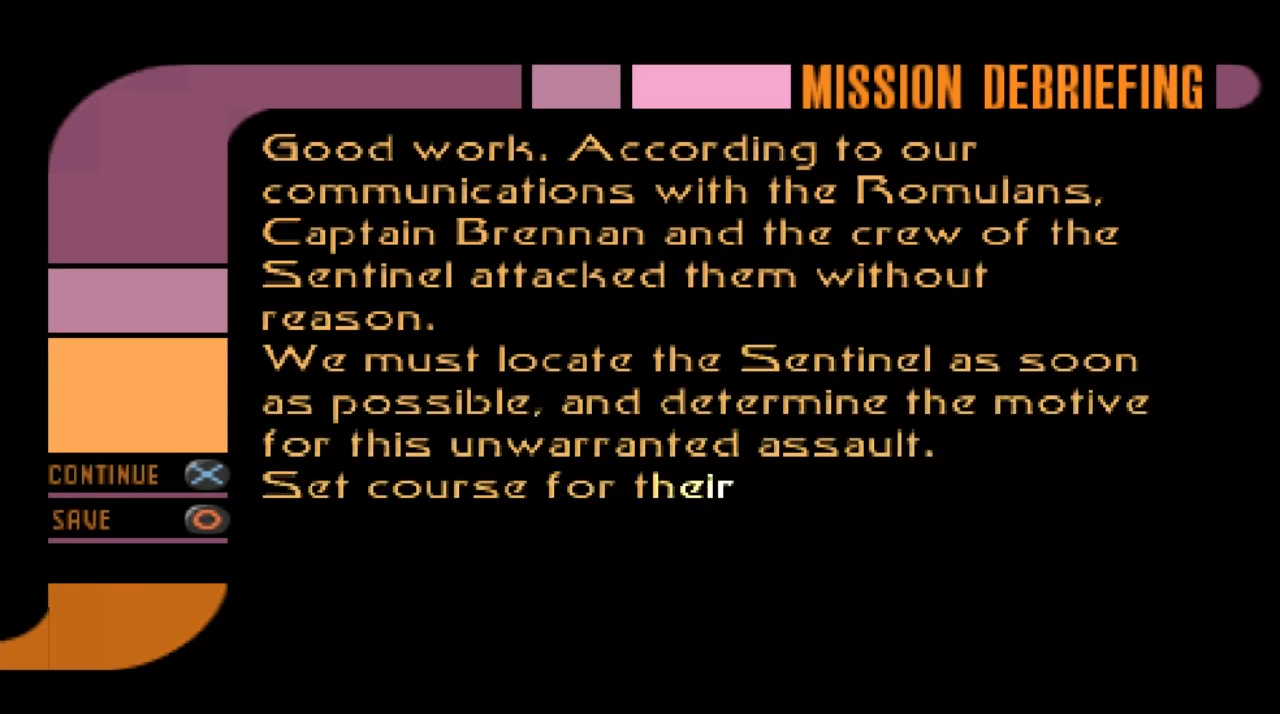 MISSION DEBRIEFING
Good work. According to our
communications with the Romulans,
Captain Brennan and the crew of the
Sentinel attacked them without
reason.
We must locate the Sentinel as soon
as possible, and determine the motive
for this unwarranted assault.
Set course for their
CONTINUE
SAVE